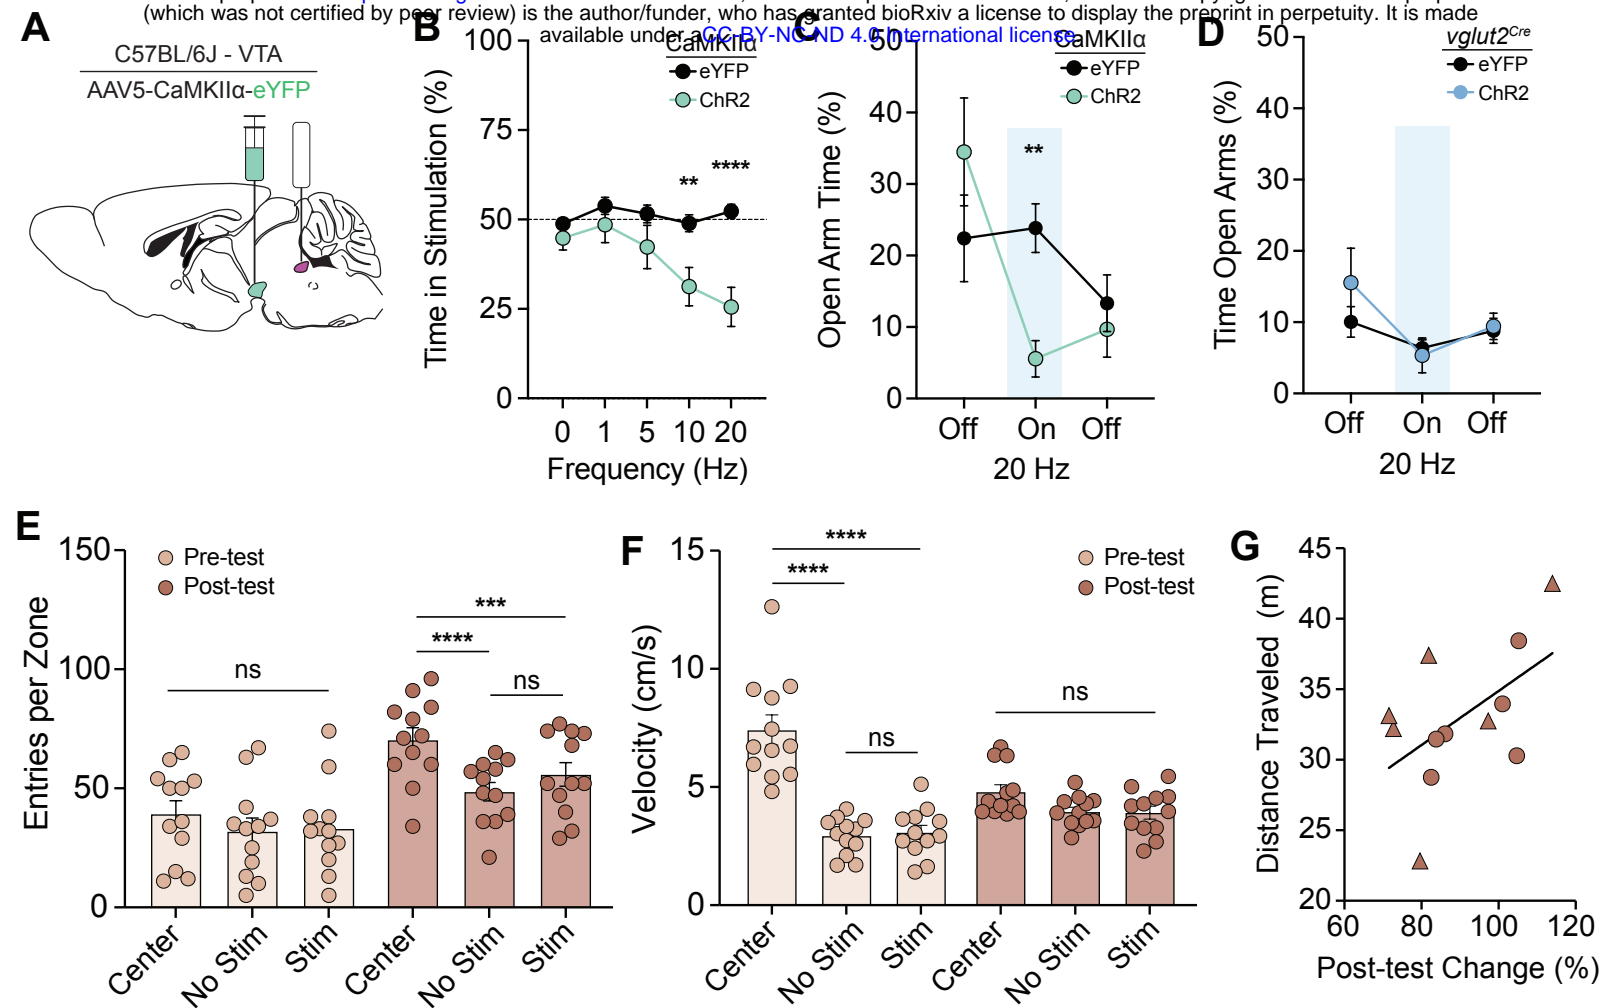 (which was not certified by peer review) is the author/funder, who has granted bioRxiv a license to display the preprint in perpetuity. It is made
available under aCC-BY-NC-ND 4.0 International license.
A
C57BL/6J - VTA
AAV5-CaMKIIα-eYFP
B
CaMKIIα
eYFP
ChR2
Time in Stimulation (%)
100
75
50
25
0
**
****
0 1 5 10 20
Frequency (Hz)
C
CaMKIIα
eYFP
ChR2
Open Arm Time (%)
50
40
30
20
10
0
**
Off On Off
20 Hz
D
vglut2Cre
eYFP
ChR2
Time Open Arms (%)
50
40
30
20
10
0
Off On Off
20 Hz
E
Pre-test
Post-test
Entries per Zone
150
100
50
0
ns
***
****
ns
Center No Stim Stim Center No Stim Stim
F
Pre-test
Post-test
Velocity (cm/s)
15
10
5
0
****
****
ns
ns
Center No Stim Stim Center No Stim Stim
G
Distance Traveled (m)
45
40
35
30
25
20
60 80 100 120
Post-test Change (%)